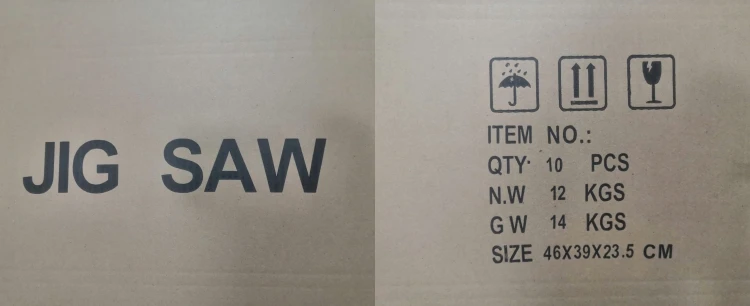 JIG SAW
ITEM NO.:
QTY· 10 PCS
N.W 12 KGS
G W 14 KGS
SIZE 46X39X23.5 CM